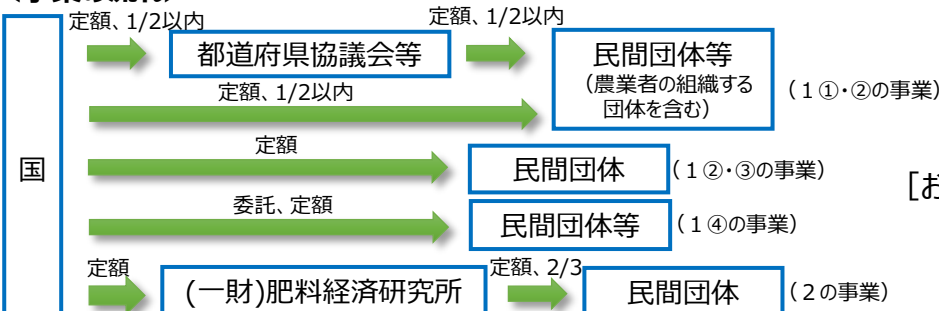 定額、1/2以内
定額、1/2以内
都道府県協議会等
民間団体等
(農業者の組織する
団体を含む)
(1①・②の事業)
定額、1/2以内
国
定額
民間団体
(1②・③の事業)
[お
委託、定額
民間団体等
(1④の事業)
定額
(一財)肥料経済研究所
定額、2/3
民間団体
(2の事業)